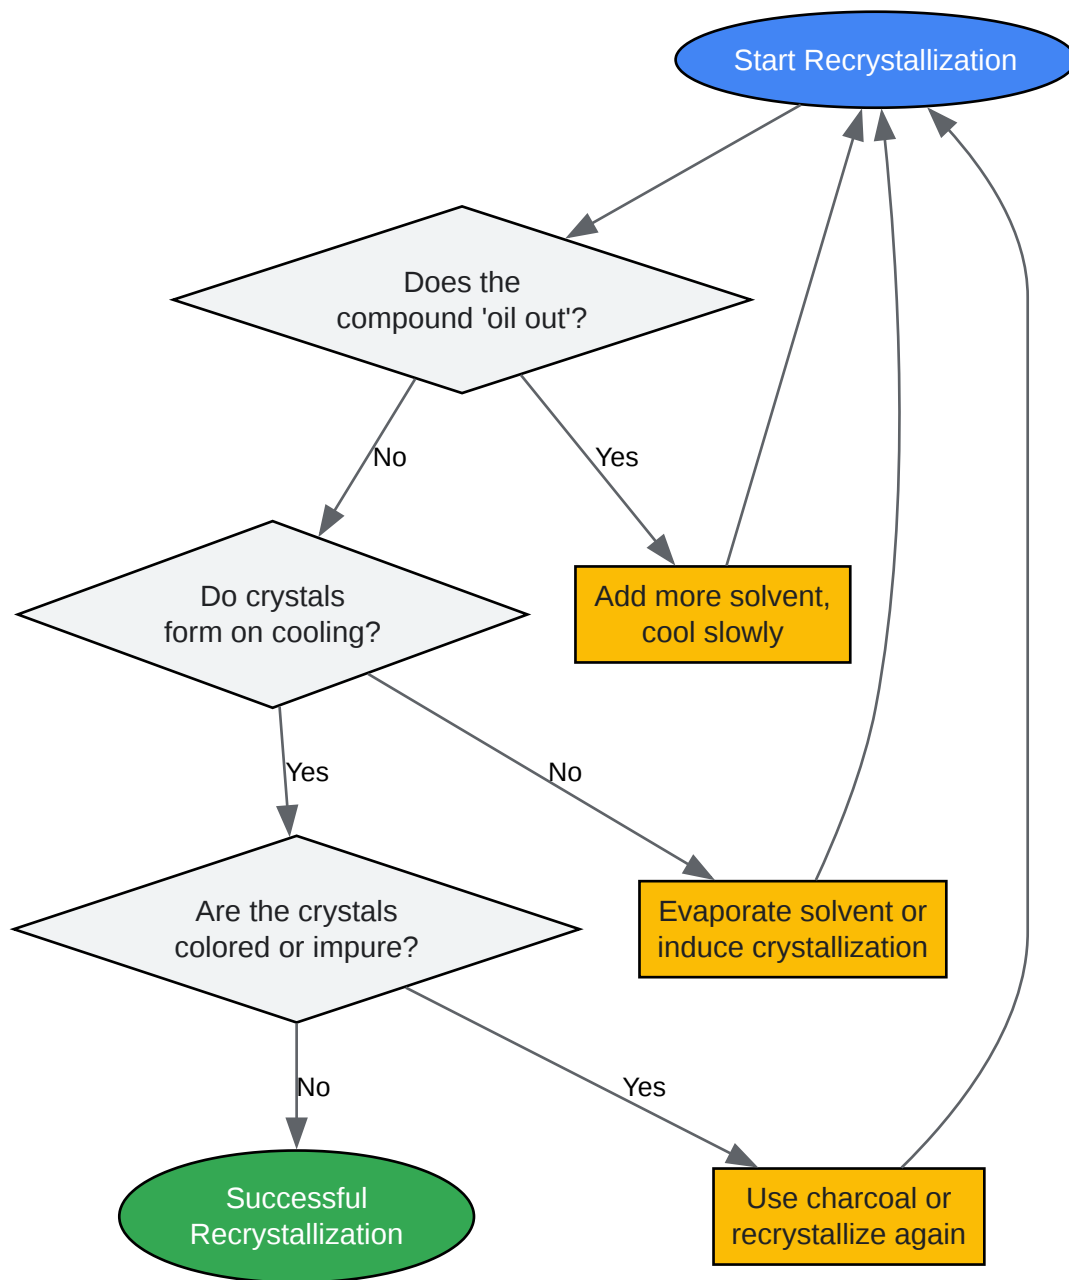 Start Recrystallization
Does the
compound 'oil out'?
No
Yes
Do crystals
form on cooling?
Add more solvent,
cool slowly
Yes
No
Are the crystals
colored or impure?
Evaporate solvent or
induce crystallization
No
Yes
Successful
Recrystallization
Use charcoal or
recrystallize again